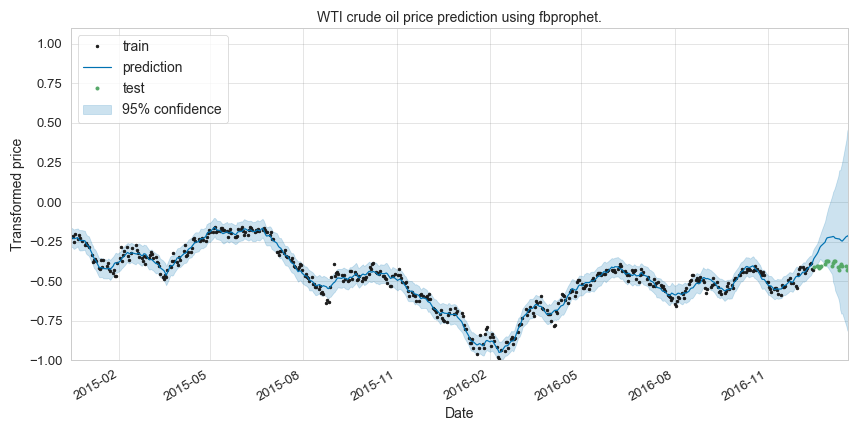 WTI crude oil price prediction using fbprophet.
train
prediction
test
95% confidence
1.00
0.75
0.50
0.25
0.00
−0.25
−0.50
−0.75
−1.00
Transformed price
2015-02
2015-05
2015-08
2015-11
2016-02
2016-05
2016-08
2016-11
Date